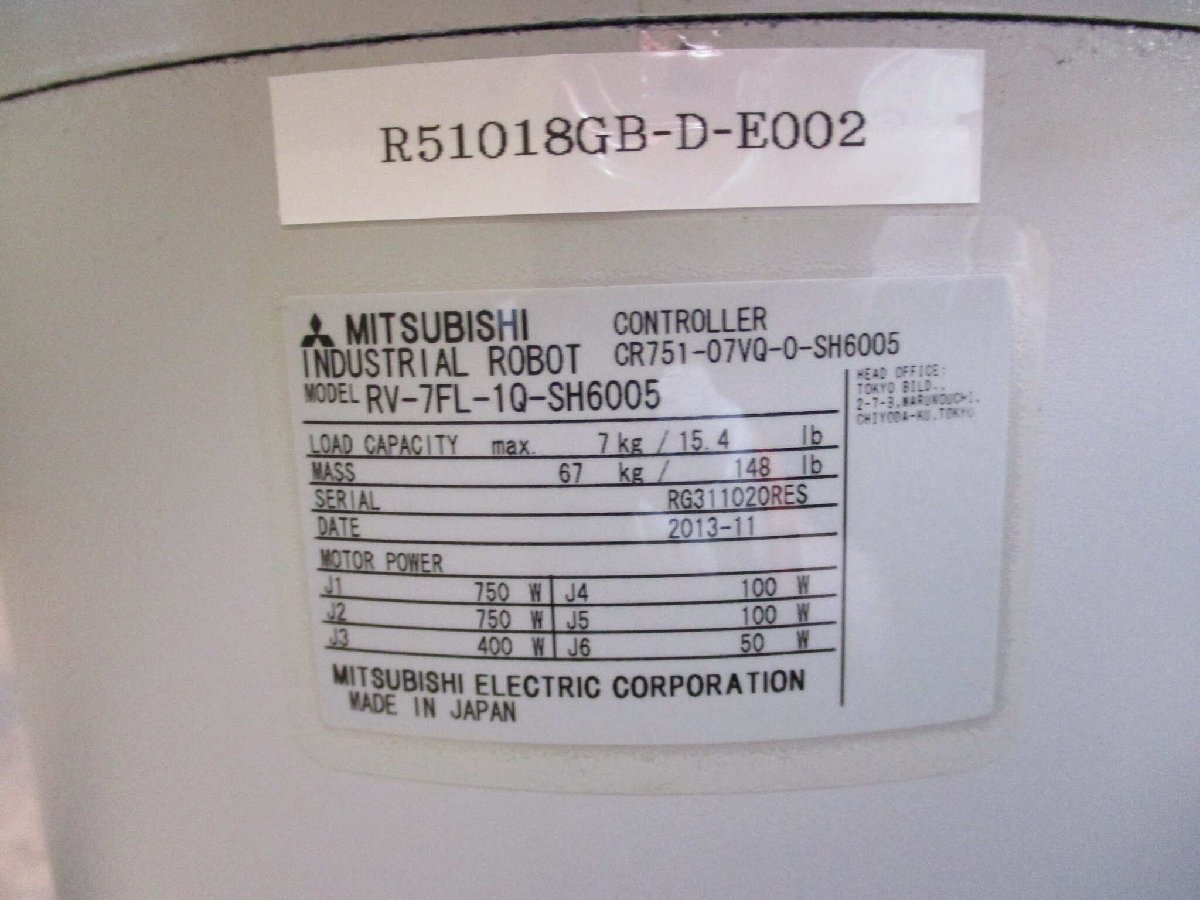 R51018GB-D-E002
MITSUBISHI
INDUSTRIAL ROBOT
CONTROLLER
CR751-07VQ-0-SH6005
MODEL RV-7FL-1Q-SH6005
LOAD CAPACITY max. 7 kg / 15.4 lb
MASS 67 kg / 148 lb
SERIAL RG311020RES
DATE 2013-11
MOTOR POWER
J1 750 W J4 100 W
J2 750 W J5 100 W
J3 400 W J6 50 W
MITSUBISHI ELECTRIC CORPORATION
MADE IN JAPAN
HEAD OFFICE:
TOKYO BILD.,
2-7-3, MARUNOUCHI,
CHIYODA-KU, TOKYO